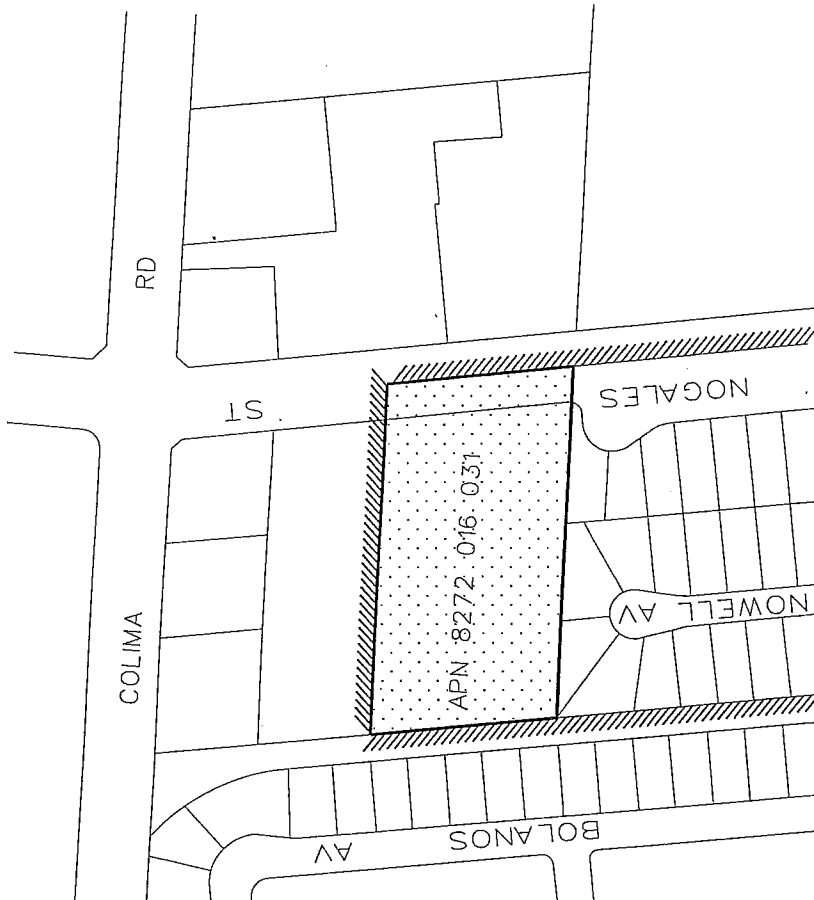 COLIMA RD
NOGALES ST
APN 8272 016 031
NOWELL AV
BOLANOS AV